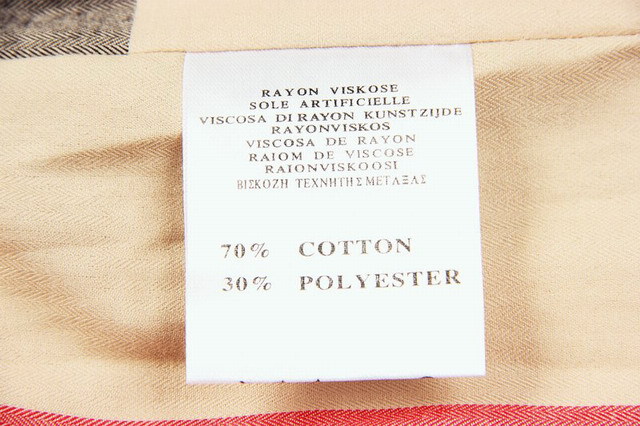 RAYON VISKOSE
SOLE ARTIFICIELLE
VISCOSA DI RAYON KUNSTZIJDE
RAYONVISKOS
VISCOSA DE RAYON
RAIOM DE VISCOSE
RAIONVISKOOSI
ΒΙΣΚΟΖΗ ΤΕΧΝΗΤΗΣ ΜΕΤΑΞΑΣ
70% COTTON
30% POLYESTER